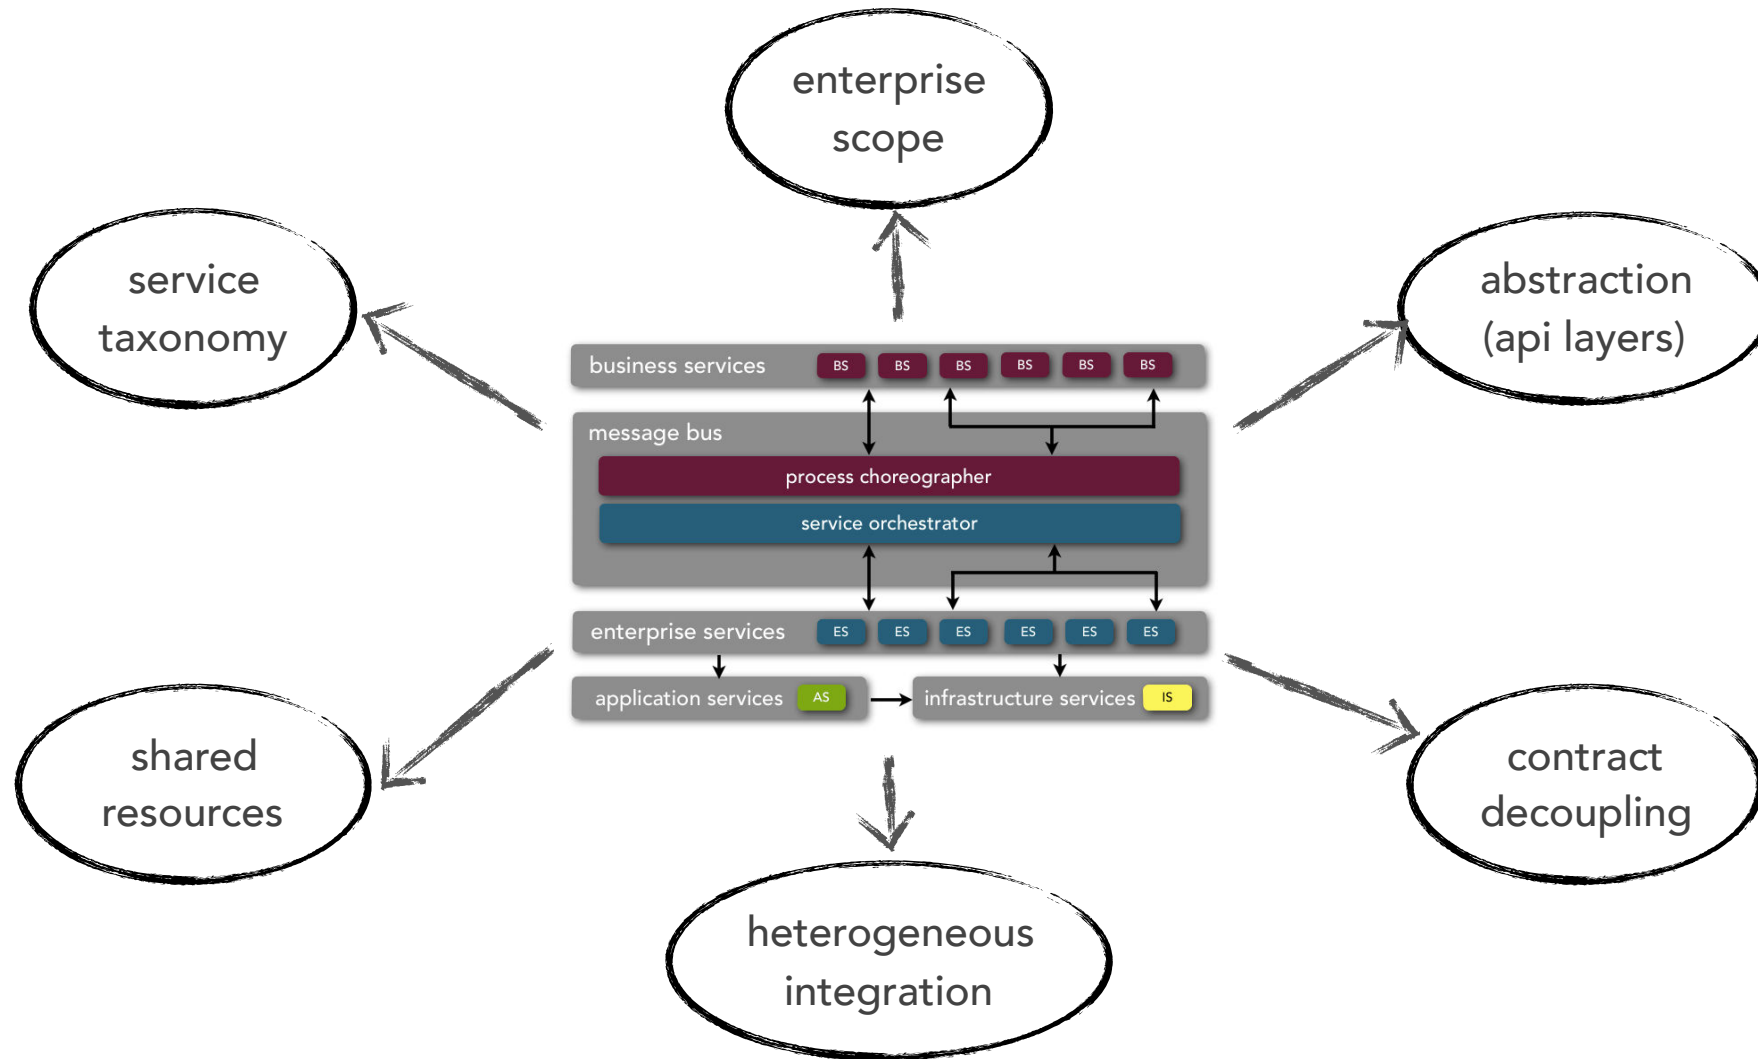 enterprise
scope
service
taxonomy
abstraction
(api layers)
business services BS BS BS BS BS BS
message bus
process choreographer
service orchestrator
enterprise services ES ES ES ES ES ES
application services AS
infrastructure services IS
shared
resources
contract
decoupling
heterogeneous
integration